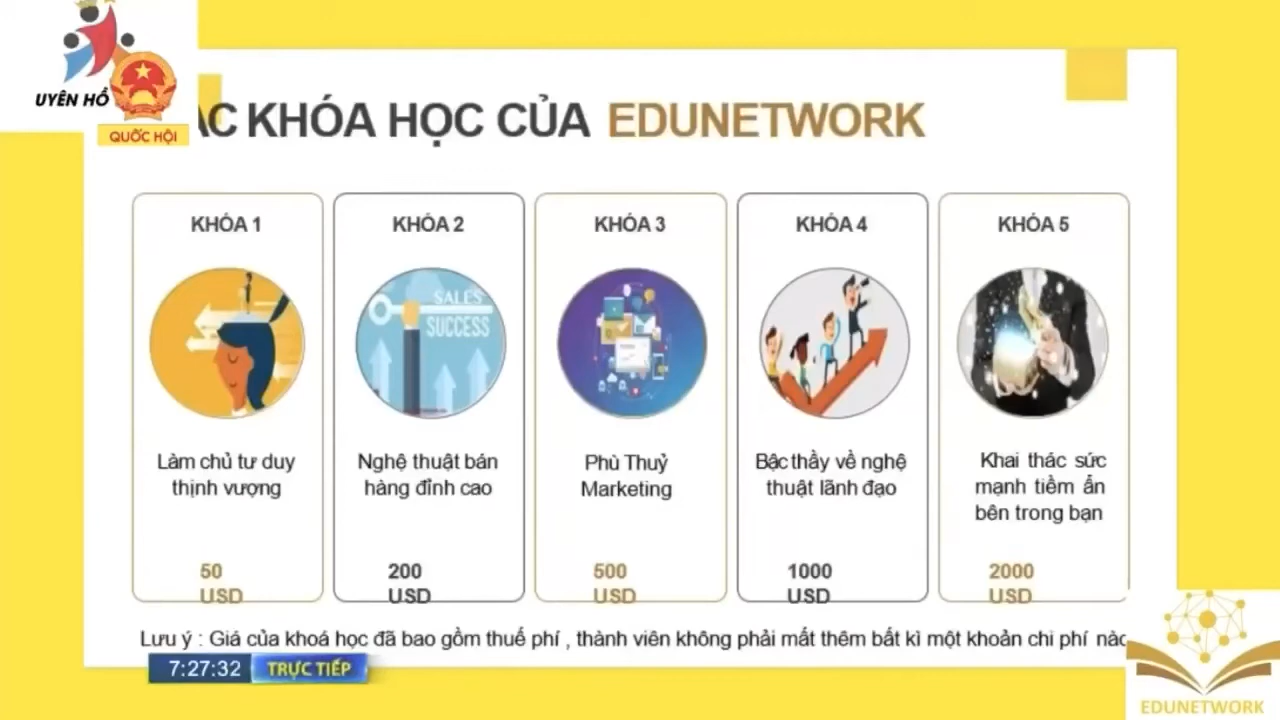 UYÊN HỔ
QUỐC HỘI
ÁC KHÓA HỌC CỦA EDUNETWORK
KHÓA 1
Làm chủ tư duy
thịnh vượng
50
USD
KHÓA 2
SALES
SUCCESS
Nghệ thuật bán
hàng đỉnh cao
200
USD
KHÓA 3
Phù Thuỷ
Marketing
500
USD
KHÓA 4
Bậc thầy về nghệ
thuật lãnh đạo
1000
USD
KHÓA 5
Khai thác sức
mạnh tiềm ẩn
bên trong bạn
2000
USD
Lưu ý : Giá của khoá học đã bao gồm thuế phí , thành viên không phải mất thêm bất kì một khoản chi phí nào
7:27:32 TRỰC TIẾP
EDUNETWORK